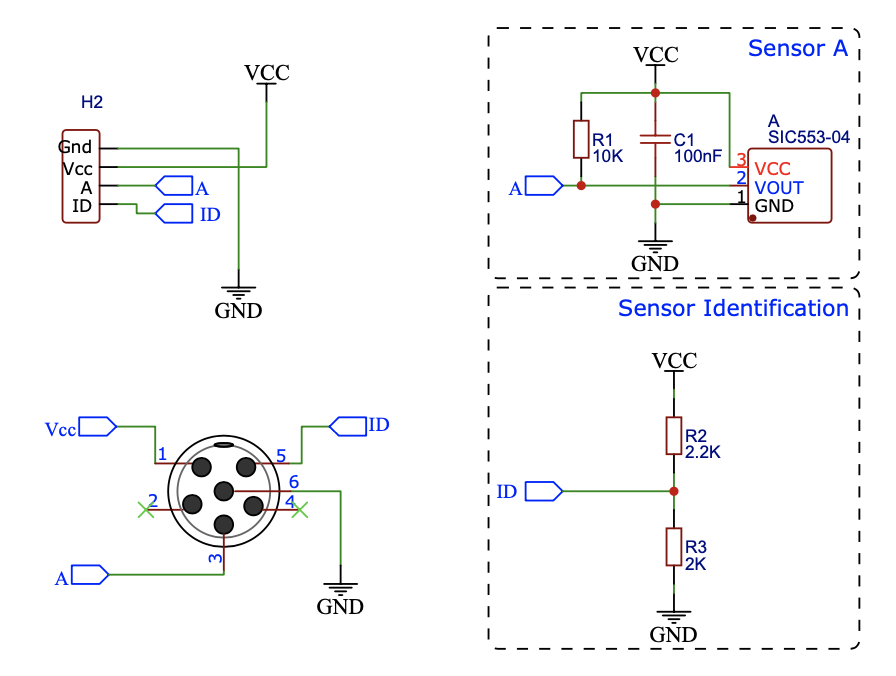 VCC
H2
Gnd
Vcc
A
ID
A
ID
GND
Sensor A
VCC
R1
10K
C1
100nF
A
SIC553-04
3
VCC
2
VOUT
1
GND
A
GND
Vcc
1
2
3
A
5
6
4
ID
GND
Sensor Identification
VCC
R2
2.2K
ID
R3
2K
GND